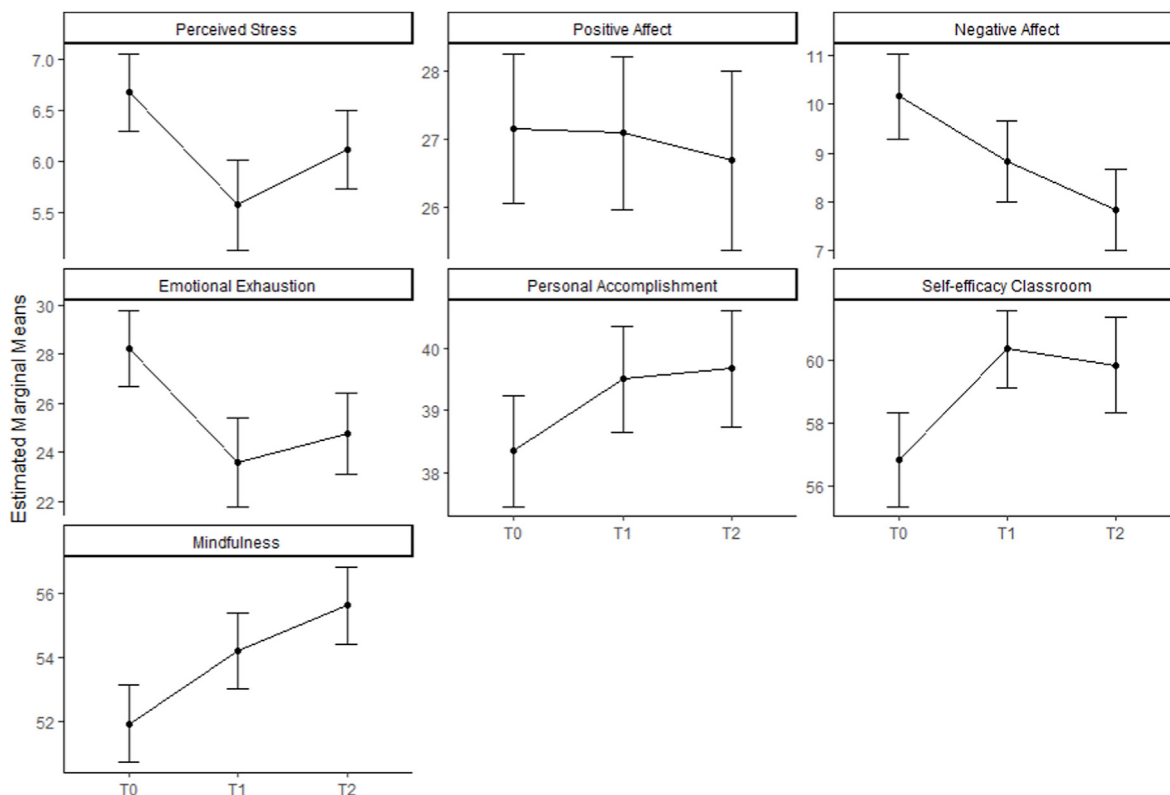 Perceived Stress
Positive Affect
Negative Affect
7.0
6.5
6.0
5.5
28
27
26
11
10
9
8
7
Estimated Marginal Means
Emotional Exhaustion
Personal Accomplishment
Self-efficacy Classroom
30
28
26
24
22
40
39
38
60
58
56
T0 T1 T2
T0 T1 T2
Mindfulness
56
54
52
T0 T1 T2